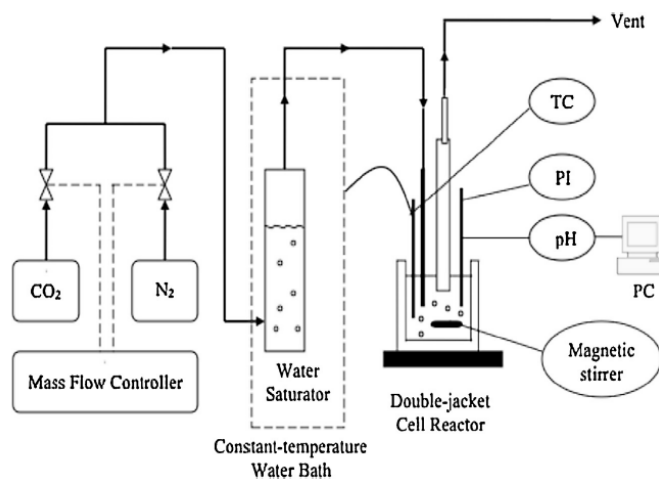 Vent
TC
PI
pH
PC
CO₂
N₂
Mass Flow Controller
Water
Saturator
Constant-temperature
Water Bath
Double-jacket
Cell Reactor
Magnetic
stirrer